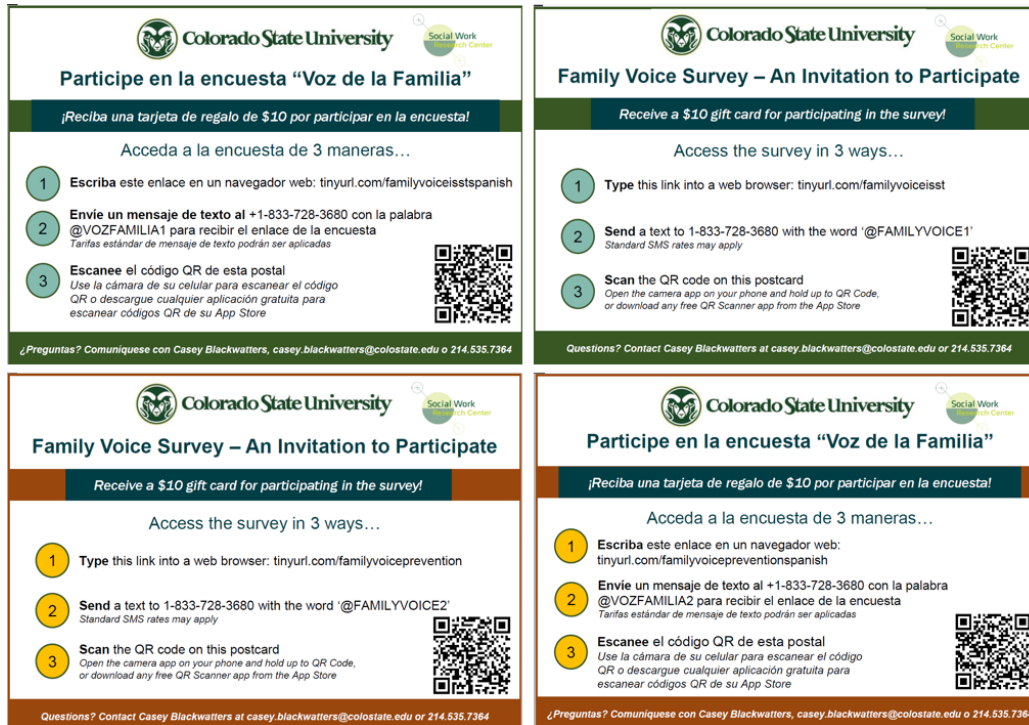 Colorado State University
Social Work
Research Center
Participe en la encuesta “Voz de la Familia”
¡Reciba una tarjeta de regalo de $10 por participar en la encuesta!
Acceda a la encuesta de 3 maneras…
1 Escriba este enlace en un navegador web: tinyurl.com/familyvoiceisstspanish
2 Envíe un mensaje de texto al +1-833-728-3680 con la palabra
@VOZFAMILIA1 para recibir el enlace de la encuesta
Tarifas estándar de mensaje de texto podrán ser aplicadas
3 Escanee el código QR de esta postal
Use la cámara de su celular para escanear el código
QR o descargue cualquier aplicación gratuita para
escanear códigos QR de su App Store
¿Preguntas? Comuníquese con Casey Blackwatters, casey.blackwatters@colostate.edu o 214.535.7364
Colorado State University
Social Work
Research Center
Family Voice Survey – An Invitation to Participate
Receive a $10 gift card for participating in the survey!
Access the survey in 3 ways…
1 Type this link into a web browser: tinyurl.com/familyvoiceisst
2 Send a text to 1-833-728-3680 with the word ‘@FAMILYVOICE1’
Standard SMS rates may apply
3 Scan the QR code on this postcard
Open the camera app on your phone and hold up to QR Code,
or download any free QR Scanner app from the App Store
Questions? Contact Casey Blackwatters at casey.blackwatters@colostate.edu or 214.535.7364
Colorado State University
Social Work
Research Center
Family Voice Survey – An Invitation to Participate
Receive a $10 gift card for participating in the survey!
Access the survey in 3 ways…
1 Type this link into a web browser: tinyurl.com/familyvoiceprevention
2 Send a text to 1-833-728-3680 with the word ‘@FAMILYVOICE2’
Standard SMS rates may apply
3 Scan the QR code on this postcard
Open the camera app on your phone and hold up to QR Code,
or download any free QR Scanner app from the App Store
Questions? Contact Casey Blackwatters at casey.blackwatters@colostate.edu or 214.535.7364
Colorado State University
Social Work
Research Center
Participe en la encuesta “Voz de la Familia”
¡Reciba una tarjeta de regalo de $10 por participar en la encuesta!
Acceda a la encuesta de 3 maneras…
1 Escriba este enlace en un navegador web:
tinyurl.com/familyvoicepreventionspanish
2 Envíe un mensaje de texto al +1-833-728-3680 con la palabra
@VOZFAMILIA2 para recibir el enlace de la encuesta
Tarifas estándar de mensaje de texto podrán ser aplicadas
3 Escanee el código QR de esta postal
Use la cámara de su celular para escanear el código
QR o descargue cualquier aplicación gratuita para
escanear códigos QR de su App Store
¿Preguntas? Comuníquese con Casey Blackwatters, casey.blackwatters@colostate.edu o 214.535.736